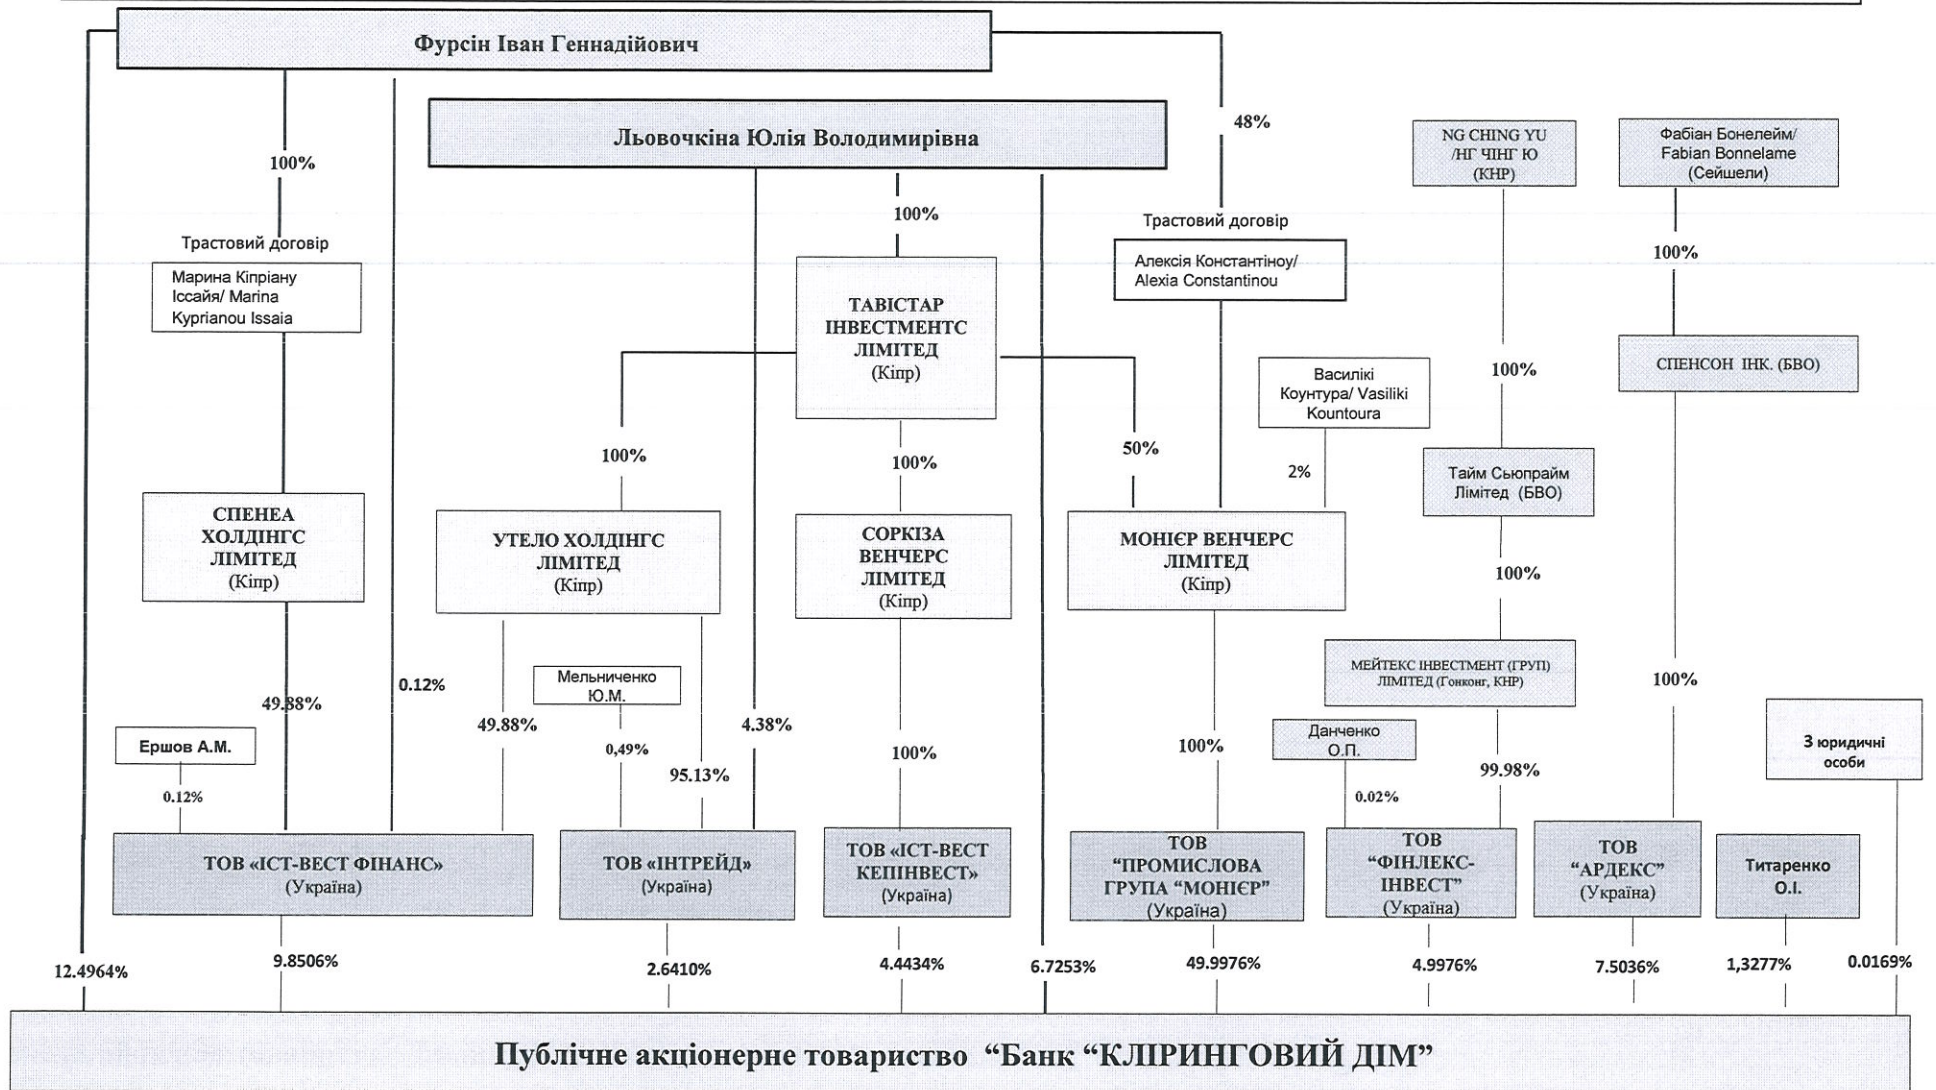 Фурсін Іван Геннадійович
Льовочкіна Юлія Володимирівна
48%
NG CHING YU
/НГ ЧІНГ Ю
(КНР)
Фабіан Бонелейм/
Fabian Bonnelame
(Сейшели)
100%
100%
Трастовий договір
Марина Кіпріану
Іссайя/ Marina
Kyprianou Issaia
Трастовий договір
Алексія Константіноу/
Alexia Constantinou
100%
ТАВІСТАР
ІНВЕСТМЕНТС
ЛІМІТЕД
(Кіпр)
СПЕНСОН ІНК. (БВО)
Василікі
Коунтура/ Vasiliki
Kountoura
100%
100%
100%
50%
2%
Тайм Сьюпрайм
Лімітед (БВО)
СПЕНЕА
ХОЛДІНГС
ЛІМІТЕД
(Кіпр)
УТЕЛО ХОЛДІНГС
ЛІМІТЕД
(Кіпр)
СОРКІЗА
ВЕНЧЕРС
ЛІМІТЕД
(Кіпр)
МОНІЄР ВЕНЧЕРС
ЛІМІТЕД
(Кіпр)
100%
МЕЙТЕКС ІНВЕСТМЕНТ (ГРУП)
ЛІМІТЕД (Гонконг, КНР)
Мельниченко
Ю.М.
0.12%
100%
49.88%
49.88%
4.38%
Ершов А.М.
0,49%
100%
100%
Данченко
О.П.
3 юридичні
особи
95.13%
99.98%
0.12%
0.02%
ТОВ «ІСТ-ВЕСТ ФІНАНС»
(Україна)
ТОВ «ІНТРЕЙД»
(Україна)
ТОВ «ІСТ-ВЕСТ
КЕПІНВЕСТ»
(Україна)
ТОВ
“ПРОМИСЛОВА
ГРУПА “МОНІЄР”
(Україна)
ТОВ
“ФІНЛЕКС-
ІНВЕСТ”
(Україна)
ТОВ
“АРДЕКС”
(Україна)
Титаренко
О.І.
12.4964%
9.8506%
2.6410%
4.4434%
6.7253%
49.9976%
4.9976%
7.5036%
1,3277%
0.0169%
Публічне акціонерне товариство “Банк “КЛІРИНГОВИЙ ДІМ”